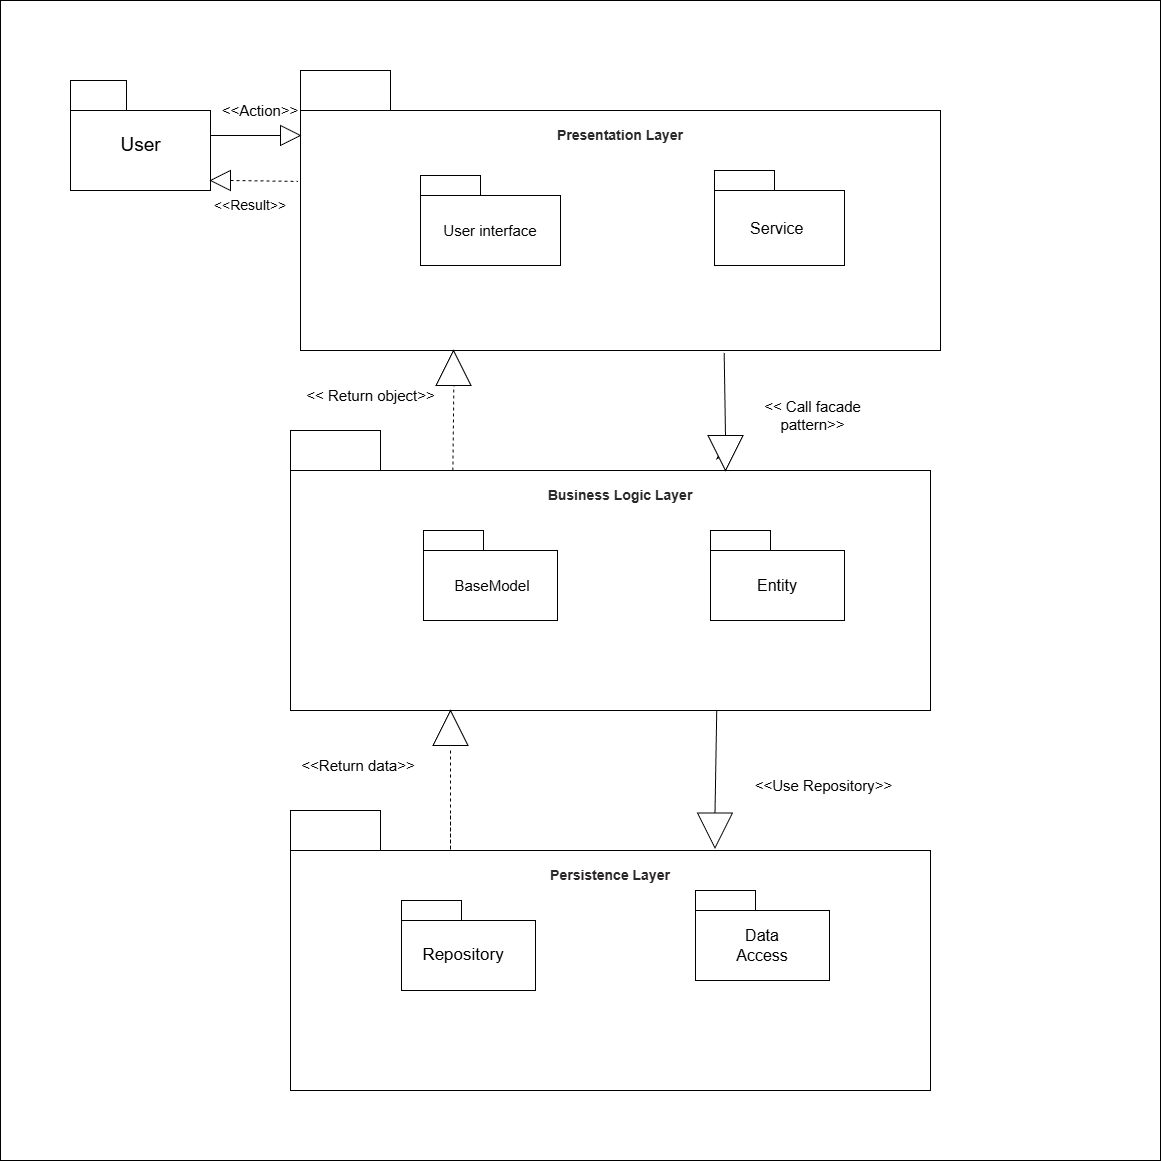 <<Action>>
User
Presentation Layer
<<Result>>
User interface
Service
<< Return object>>
<< Call facade
pattern>>
Business Logic Layer
BaseModel
Entity
<<Return data>>
<<Use Repository>>
Persistence Layer
Repository
Data
Access